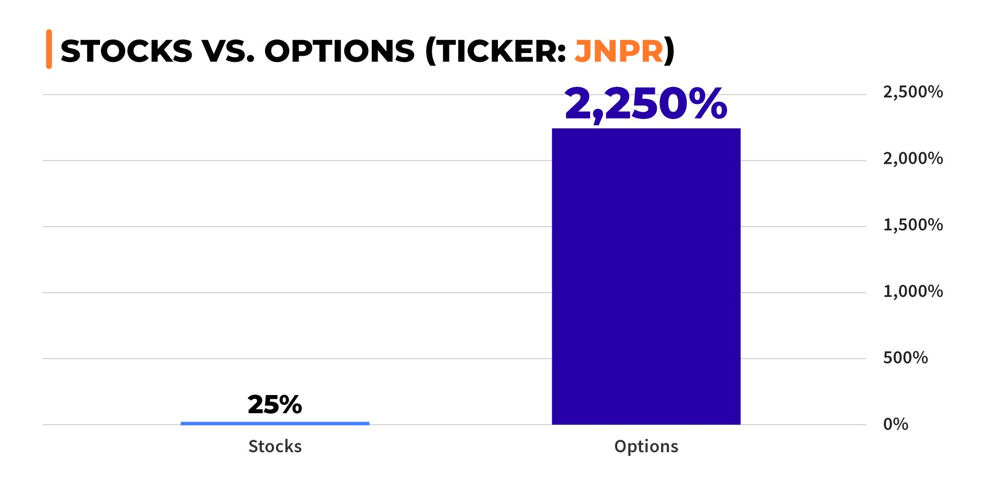 STOCKS VS. OPTIONS (TICKER: JNPR)
2,250%
2,500%
2,000%
1,500%
1,000%
500%
25%
0%
Stocks
Options